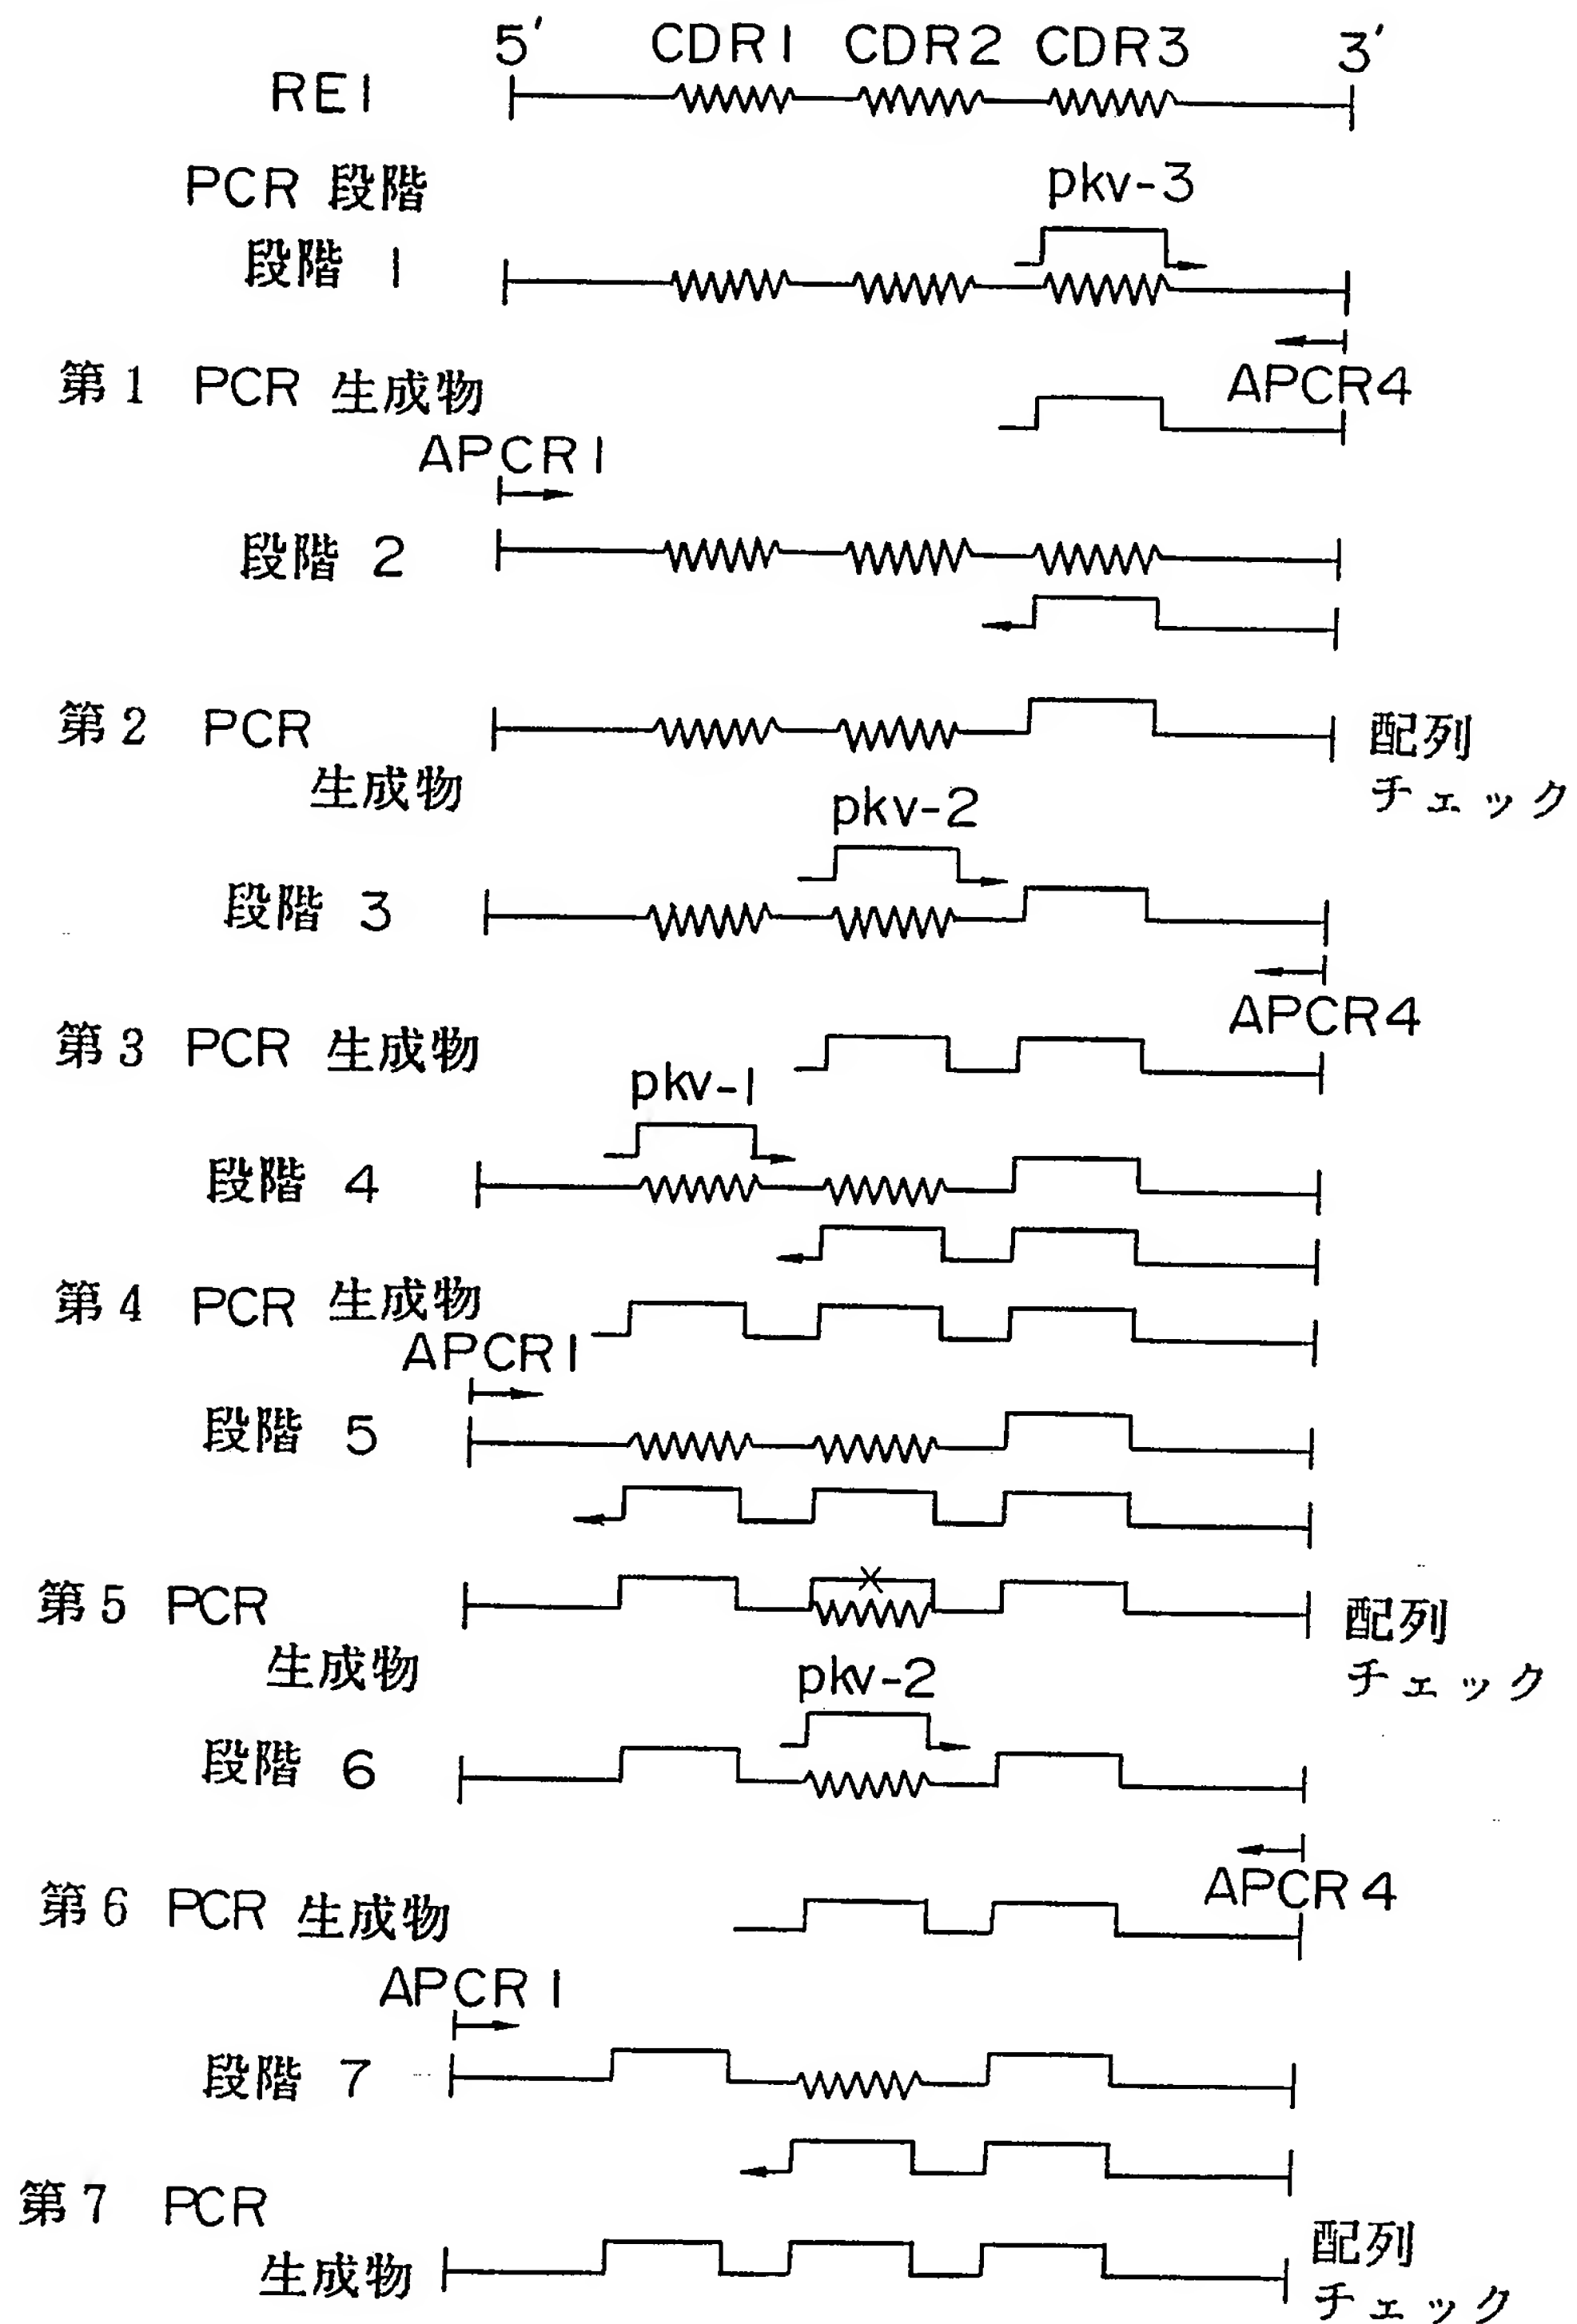 5' CDR1 CDR2 CDR3 3'
RE1
PCR 段階
pkv-3
段階 1
APCR4
第1 PCR 生成物
APCR1
段階 2
第2 PCR
生成物
配列
チェック
pkv-2
段階 3
APCR4
第3 PCR 生成物
pkv-1
段階 4
第4 PCR 生成物
APCR1
段階 5
第5 PCR
生成物
配列
チェック
pkv-2
段階 6
APCR4
第6 PCR 生成物
APCR1
段階 7
第7 PCR
生成物
配列
チェック